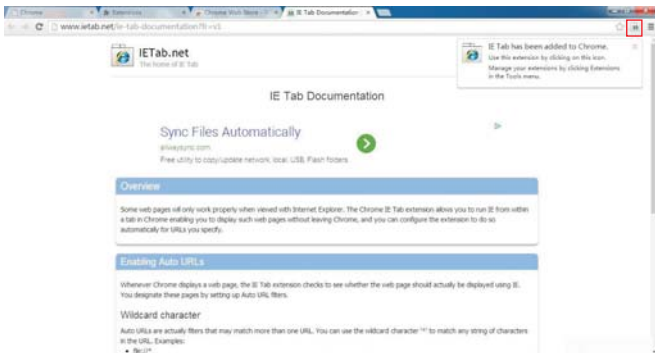 Chrome
Extensions
Chrome Web Store
IE Tab Documentation
www.ietab.net/ie-tab-documentation?fr=v1
IETab.net
The home of IE Tab
IE Tab has been added to Chrome.
Use this extension by clicking on this icon.
Manage your extensions by clicking Extensions
in the Tools menu.
IE Tab Documentation
Sync Files Automatically
allwaysync.com
Free utility to copy/update network, local, USB, Flash folders
Overview
Some web pages will only work properly when viewed with Internet Explorer. The Chrome IE Tab extension allows you to run IE from within
a tab in Chrome enabling you to display such web pages without leaving Chrome, and you can configure the extension to do so
automatically for URLs you specify.
Enabling Auto URLs
Whenever Chrome displays a web page, the IE Tab extension checks to see whether the web page should actually be displayed using IE.
You designate these pages by setting up Auto URL filters.
Wildcard character
Auto URLs are actually filters that may match more than one URL. You can use the wildcard character "*" to match any string of characters
in the URL. Examples:
• file://*